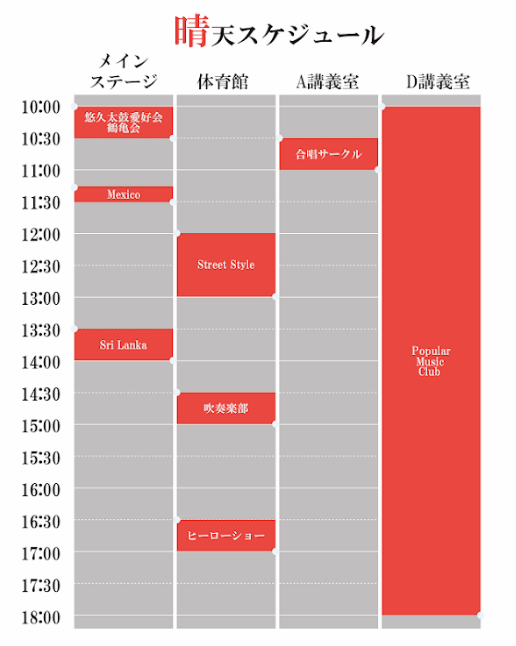 晴天スケジュール
メイン
ステージ
体育館
A講義室
D講義室
10:00
10:30
11:00
11:30
12:00
12:30
13:00
13:30
14:00
14:30
15:00
15:30
16:00
16:30
17:00
17:30
18:00
悠久太鼓愛好会
鶴亀会
Mexico
Sri Lanka
Street Style
吹奏楽部
ヒーローショー
合唱サークル
Popular
Music
Club